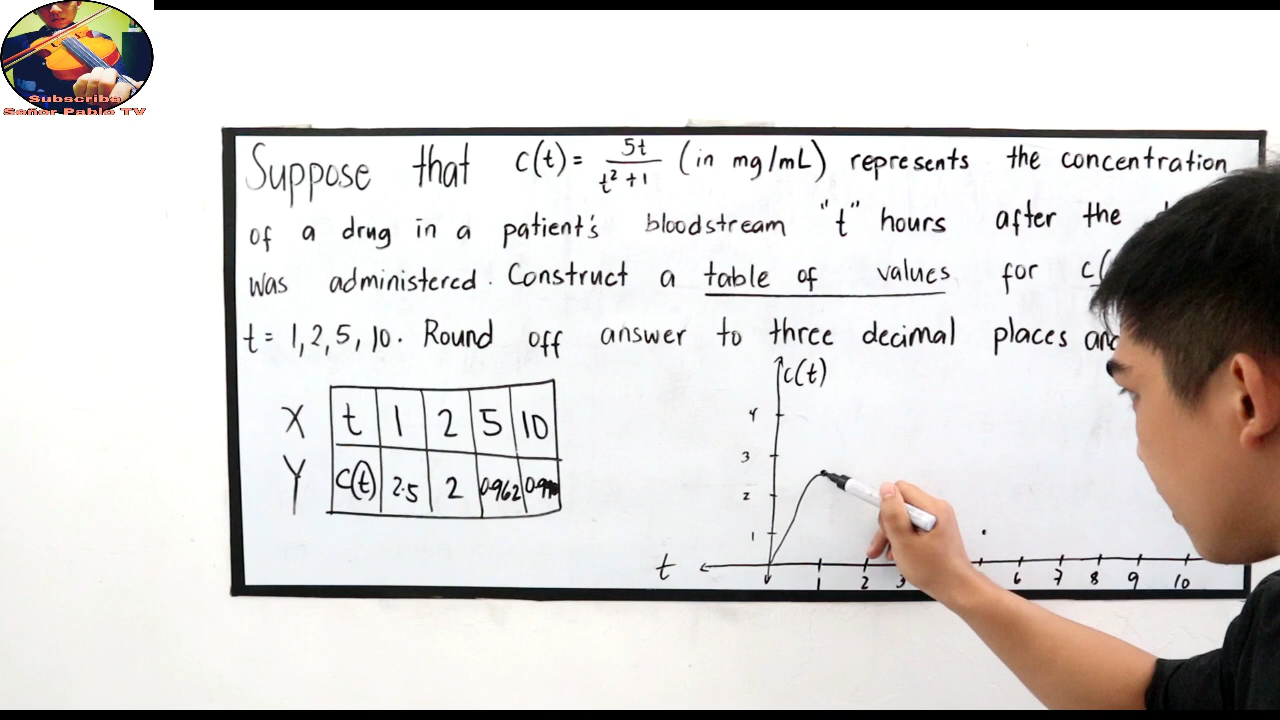 Subscribe
Señor Pablo TV
Suppose that c(t) = 5t/t²+1 (in mg/mL) represents the concentration
of a drug in a patient's bloodstream "t" hours after the
was administered. Construct a table of values for c(
t = 1, 2, 5, 10. Round off answer to three decimal places and
c(t)
X t 1 2 5 10
Y c(t) 2.5 2 0.962
4
3
2
1
t 1 2 3 6 7 8 9 10